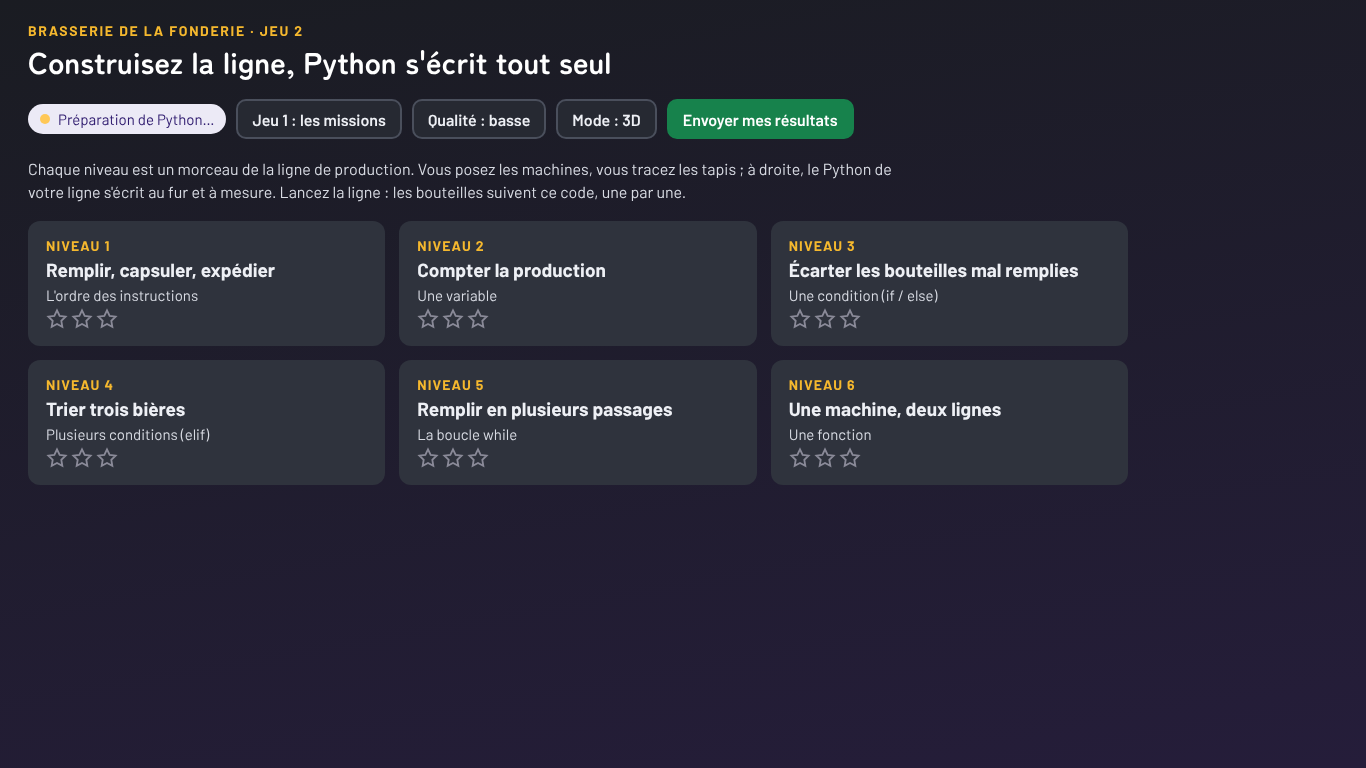 BRASSERIE DE LA FONDERIE · JEU 2
Construisez la ligne, Python s'écrit tout seul
Préparation de Python...
Jeu 1 : les missions
Qualité : basse
Mode : 3D
Envoyer mes résultats
Chaque niveau est un morceau de la ligne de production. Vous posez les machines, vous tracez les tapis ; à droite, le Python de
votre ligne s'écrit au fur et à mesure. Lancez la ligne : les bouteilles suivent ce code, une par une.
NIVEAU 1
Remplir, capsuler, expédier
L'ordre des instructions
NIVEAU 2
Compter la production
Une variable
NIVEAU 3
Écarter les bouteilles mal remplies
Une condition (if / else)
NIVEAU 4
Trier trois bières
Plusieurs conditions (elif)
NIVEAU 5
Remplir en plusieurs passages
La boucle while
NIVEAU 6
Une machine, deux lignes
Une fonction